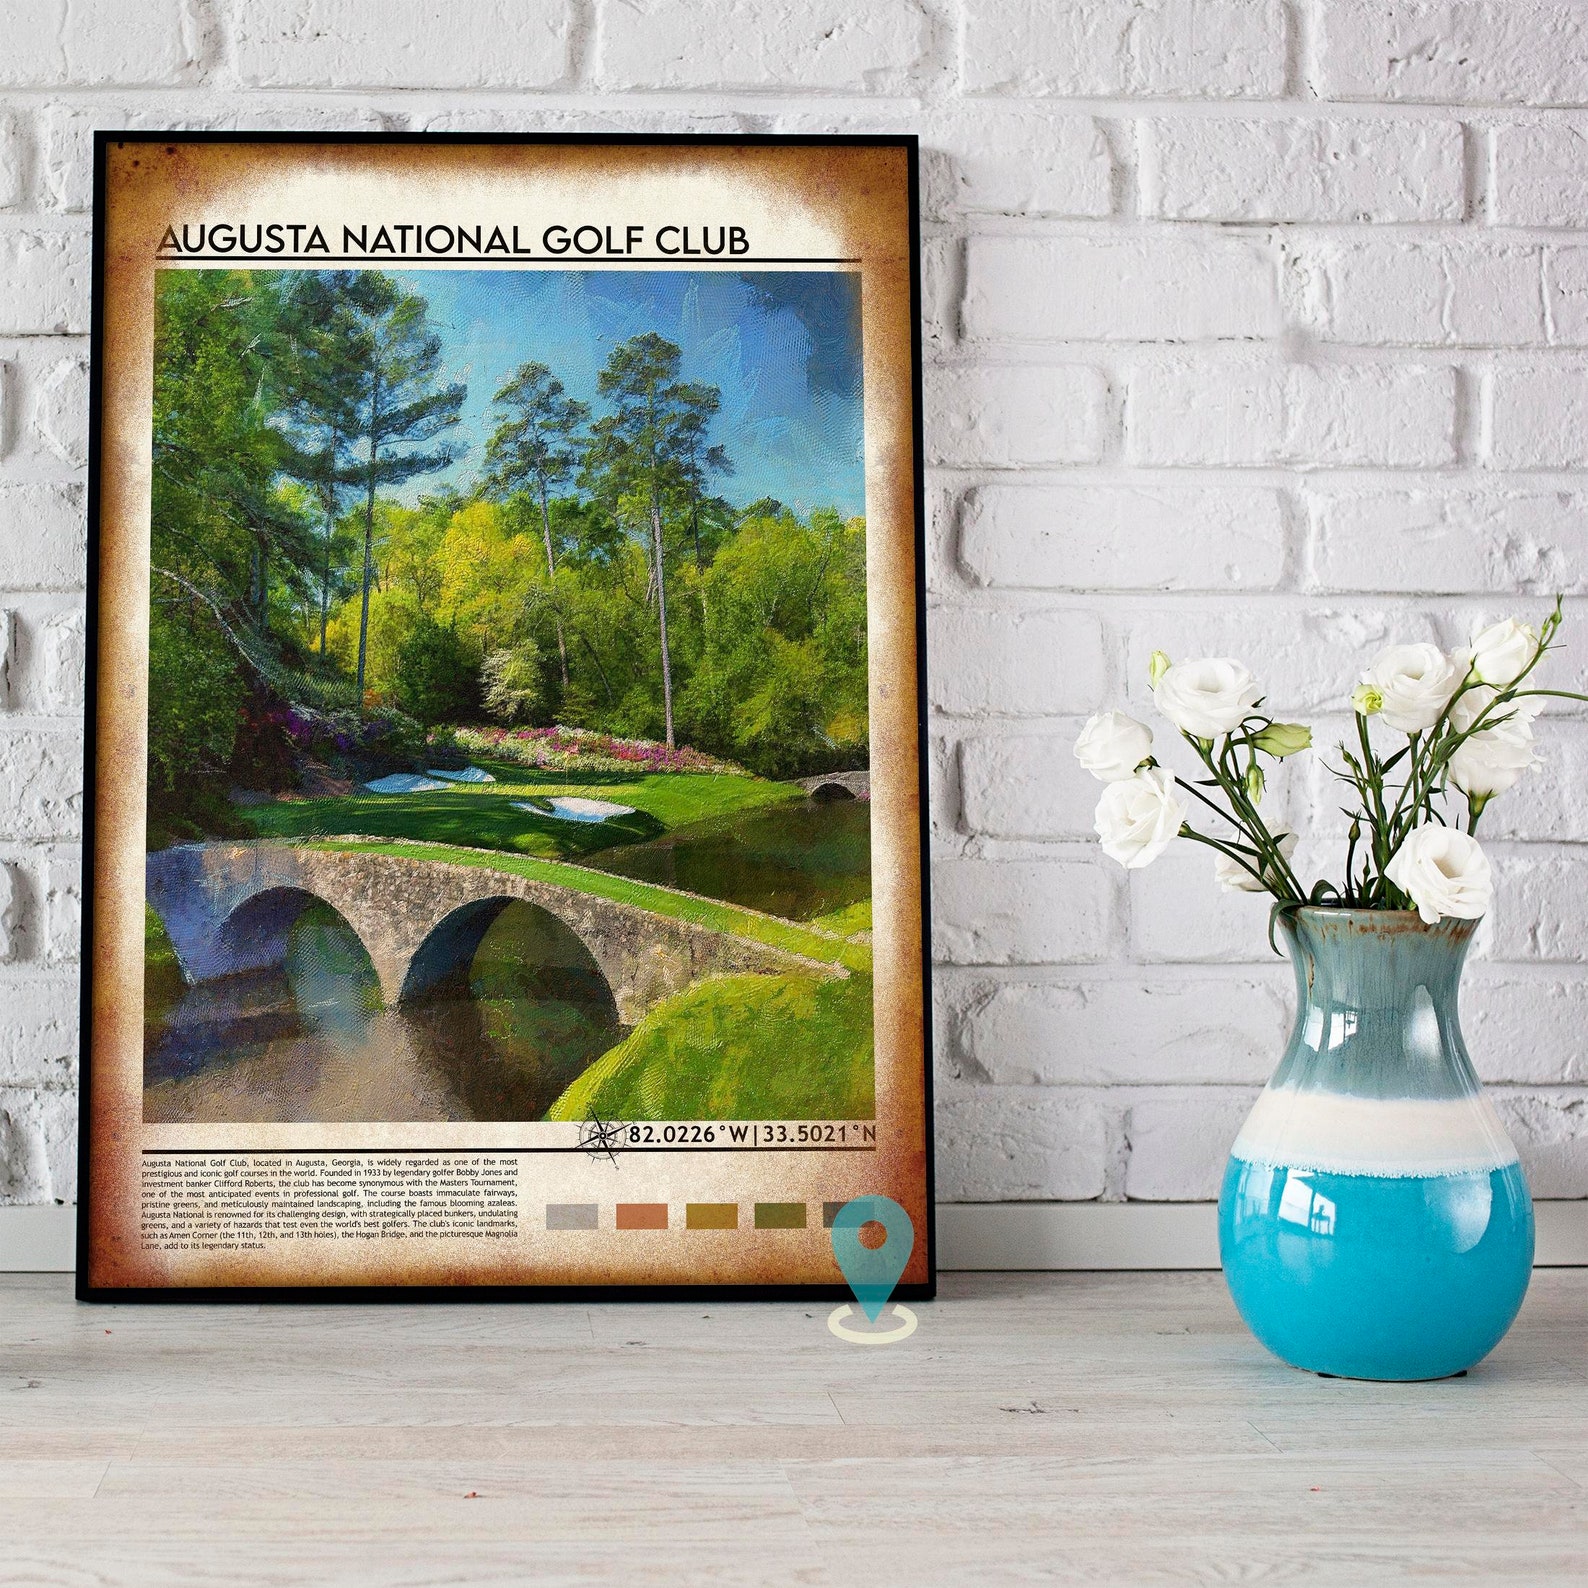 AUGUSTA NATIONAL GOLF CLUB
82.0226°W|33.5021°N
Augusta National Golf Club, located in Augusta, Georgia, is widely regarded as one of the most
prestigious and iconic golf courses in the world. Founded in 1933 by legendary golfer Bobby Jones and
investment banker Clifford Roberts, the club has become synonymous with the Masters Tournament,
one of the most anticipated events in professional golf. The course boasts immaculate fairways,
pristine greens, and meticulously maintained landscaping, including the famous blooming azaleas.
Augusta National is renowned for its challenging design, with strategically placed bunkers, undulating
greens, and a variety of hazards that test even the world's best golfers. The club's iconic landmarks,
such as Amen Corner (the 11th, 12th, and 13th holes), the Hogan Bridge, and the picturesque Magnolia
Lane, add to its legendary status.